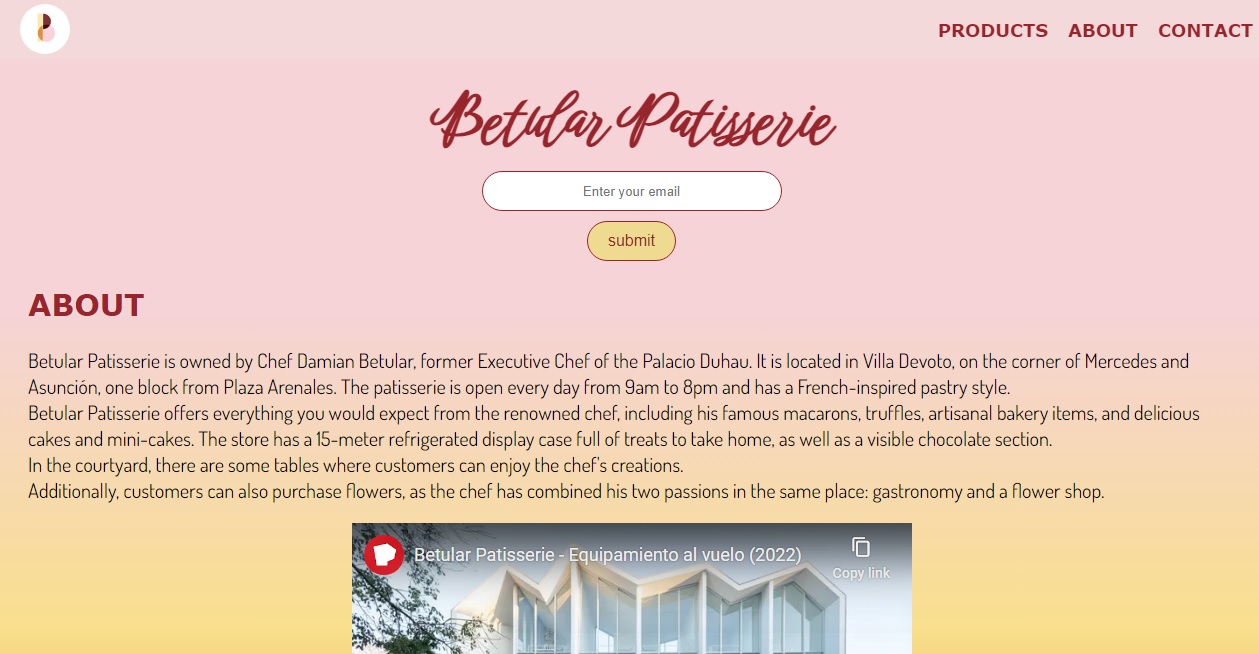 PRODUCTS ABOUT CONTACT
Betular Patisserie
Enter your email
submit
ABOUT
Betular Patisserie is owned by Chef Damian Betular, former Executive Chef of the Palacio Duhau. It is located in Villa Devoto, on the corner of Mercedes and
Asunción, one block from Plaza Arenales. The patisserie is open every day from 9am to 8pm and has a French-inspired pastry style.
Betular Patisserie offers everything you would expect from the renowned chef, including his famous macarons, truffles, artisanal bakery items, and delicious
cakes and mini-cakes. The store has a 15-meter refrigerated display case full of treats to take home, as well as a visible chocolate section.
In the courtyard, there are some tables where customers can enjoy the chef's creations.
Additionally, customers can also purchase flowers, as the chef has combined his two passions in the same place: gastronomy and a flower shop.
Betular Patisserie - Equipamiento al vuelo (2022)
Copy link